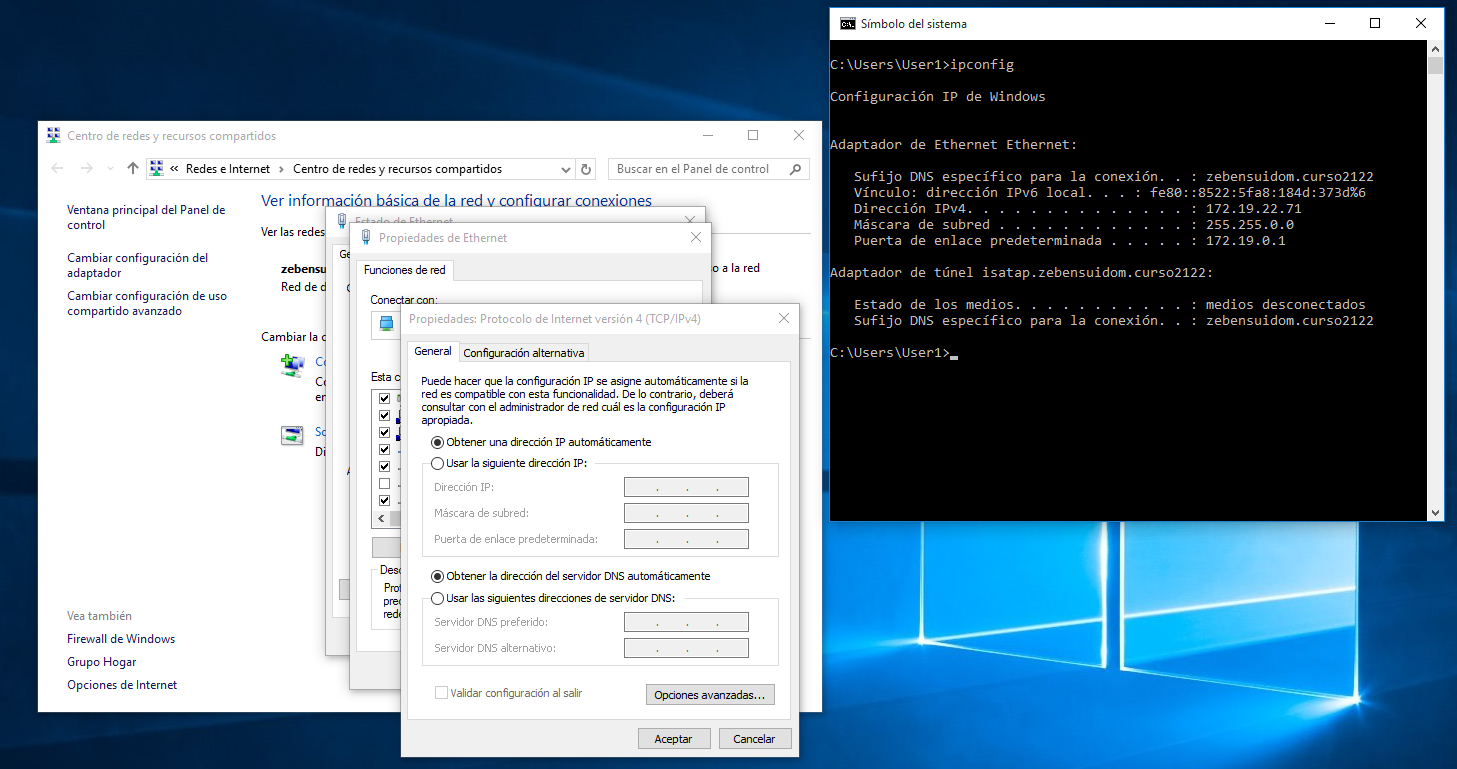 Centro de redes y recursos compartidos
« Redes e Internet › Centro de redes y recursos compartidos
Buscar en el Panel de control
Ventana principal del Panel de
control
Cambiar configuración del
adaptador
Cambiar configuración de uso
compartido avanzado
Vea también
Firewall de Windows
Grupo Hogar
Opciones de Internet
Ver información básica de la red y configurar conexiones
Ver las redes
zebensu
Red de d
o a la red
Cambiar la c
Estado de Ethernet
Propiedades de Ethernet
Funciones de red
Conectar con:
Esta c
Propiedades: Protocolo de Internet versión 4 (TCP/IPv4)
General
Configuración alternativa
Puede hacer que la configuración IP se asigne automáticamente si la
red es compatible con esta funcionalidad. De lo contrario, deberá
consultar con el administrador de red cuál es la configuración IP
apropiada.
Obtener una dirección IP automáticamente
Usar la siguiente dirección IP:
Dirección IP:
Máscara de subred:
Puerta de enlace predeterminada:
Obtener la dirección del servidor DNS automáticamente
Usar las siguientes direcciones de servidor DNS:
Servidor DNS preferido:
Servidor DNS alternativo:
Validar configuración al salir
Opciones avanzadas...
Aceptar
Cancelar
Símbolo del sistema
C:\Users\User1>ipconfig
Configuración IP de Windows
Adaptador de Ethernet Ethernet:
Sufijo DNS específico para la conexión. . : zebensuidom.curso2122
Vínculo: dirección IPv6 local. . . : fe80::8522:5fa8:184d:373d%6
Dirección IPv4. . . . . . . . . . . . . . : 172.19.22.71
Máscara de subred . . . . . . . . . . . . : 255.255.0.0
Puerta de enlace predeterminada . . . . . : 172.19.0.1
Adaptador de túnel isatap.zebensuidom.curso2122:
Estado de los medios. . . . . . . . . . . : medios desconectados
Sufijo DNS específico para la conexión. . : zebensuidom.curso2122
C:\Users\User1>_